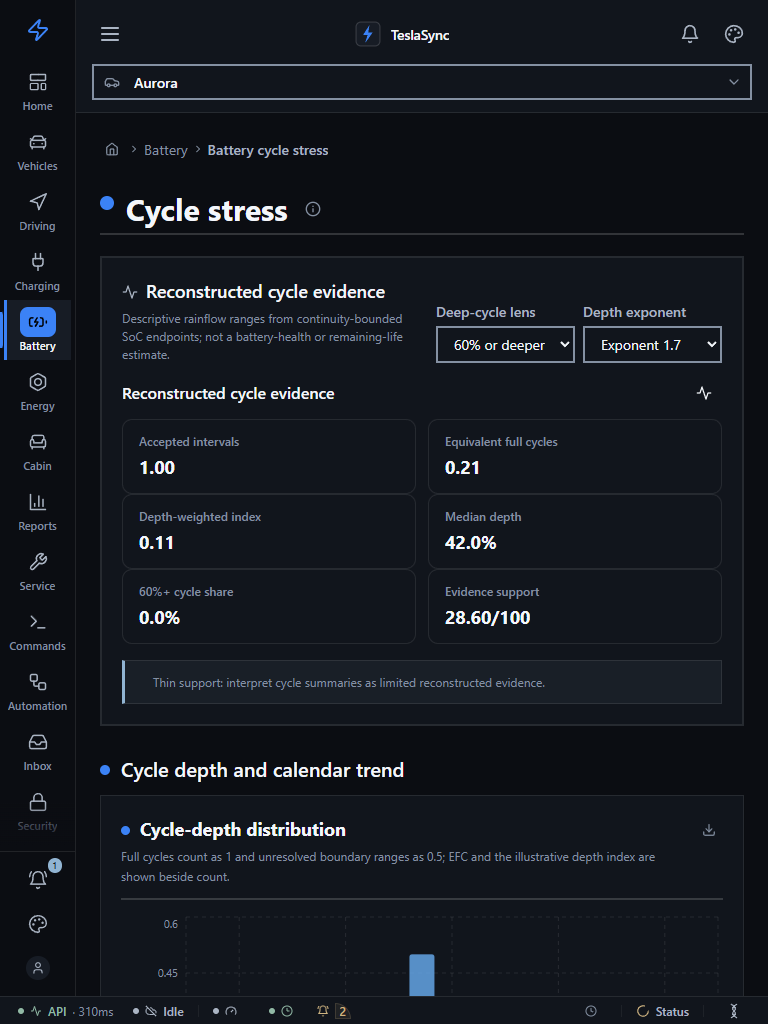 TeslaSync
Aurora
Home
Vehicles
Driving
Charging
Battery
Energy
Cabin
Reports
Service
Commands
Automation
Inbox
Security
1
Battery
Battery cycle stress
Cycle stress
Reconstructed cycle evidence
Descriptive rainflow ranges from continuity-bounded
SoC endpoints; not a battery-health or remaining-life
estimate.
Deep-cycle lens
60% or deeper
Depth exponent
Exponent 1.7
Reconstructed cycle evidence
Accepted intervals
1.00
Equivalent full cycles
0.21
Depth-weighted index
0.11
Median depth
42.0%
60%+ cycle share
0.0%
Evidence support
28.60/100
Thin support: interpret cycle summaries as limited reconstructed evidence.
Cycle depth and calendar trend
Cycle-depth distribution
Full cycles count as 1 and unresolved boundary ranges as 0.5; EFC and the illustrative depth index are
shown beside count.
0.6
0.45
API · 310ms
Idle
2
Status